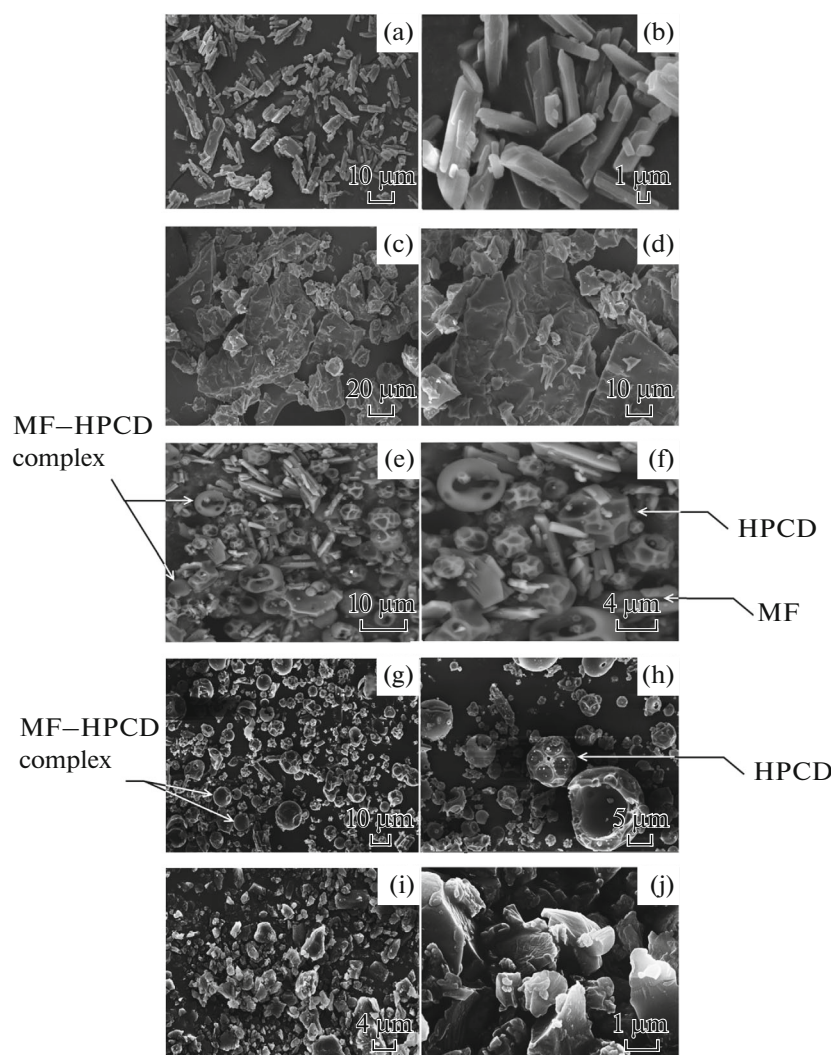 (a)
10 μm
(b)
1 μm
(c)
20 μm
(d)
10 μm
MF–HPCD
complex
(e)
10 μm
(f)
4 μm
HPCD
MF
MF–HPCD
complex
(g)
10 μm
(h)
5 μm
HPCD
(i)
4 μm
(j)
1 μm